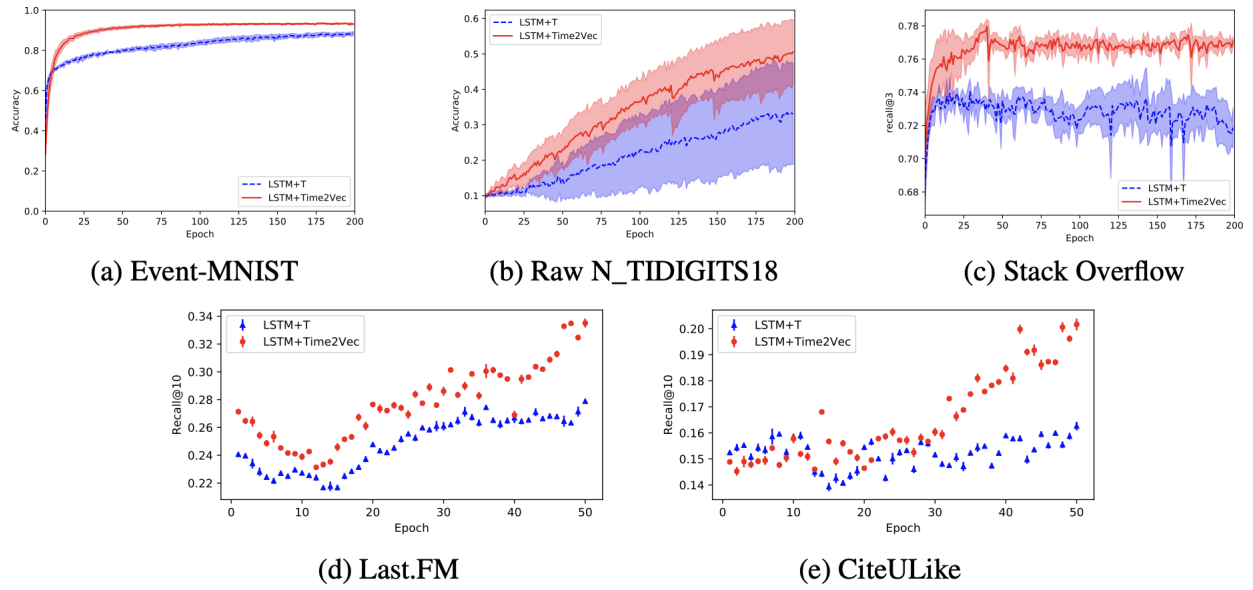 1.0
0.8
0.6
0.4
0.2
0.0
Accuracy
0 25 50 75 100 125 150 175 200
Epoch
LSTM+T
LSTM+Time2Vec
(a) Event-MNIST
0.6
0.5
0.4
0.3
0.2
0.1
Accuracy
0 25 50 75 100 125 150 175 200
Epoch
LSTM+T
LSTM+Time2Vec
(b) Raw N_TIDIGITS18
0.78
0.76
0.74
0.72
0.70
0.68
recall@3
0 25 50 75 100 125 150 175 200
Epoch
LSTM+T
LSTM+Time2Vec
(c) Stack Overflow
0.34
0.32
0.30
0.28
0.26
0.24
0.22
Recall@10
0 10 20 30 40 50
Epoch
LSTM+T
LSTM+Time2Vec
(d) Last.FM
0.20
0.19
0.18
0.17
0.16
0.15
0.14
Recall@10
0 10 20 30 40 50
Epoch
LSTM+T
LSTM+Time2Vec
(e) CiteULike